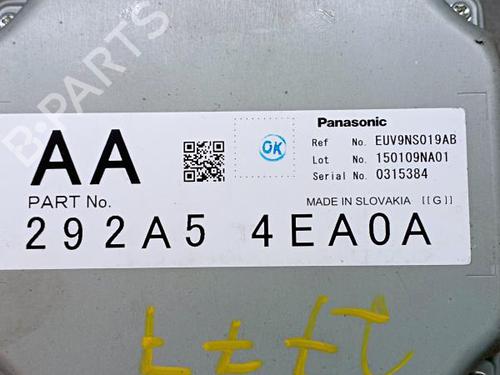 B-PARTS
Panasonic
AA
OK
Ref No. EUV9NS019AB
Lot No. 150109NA01
Serial No. 0315384
PART No.
MADE IN SLOVAKIA [[G]]
292A5 4EA0A